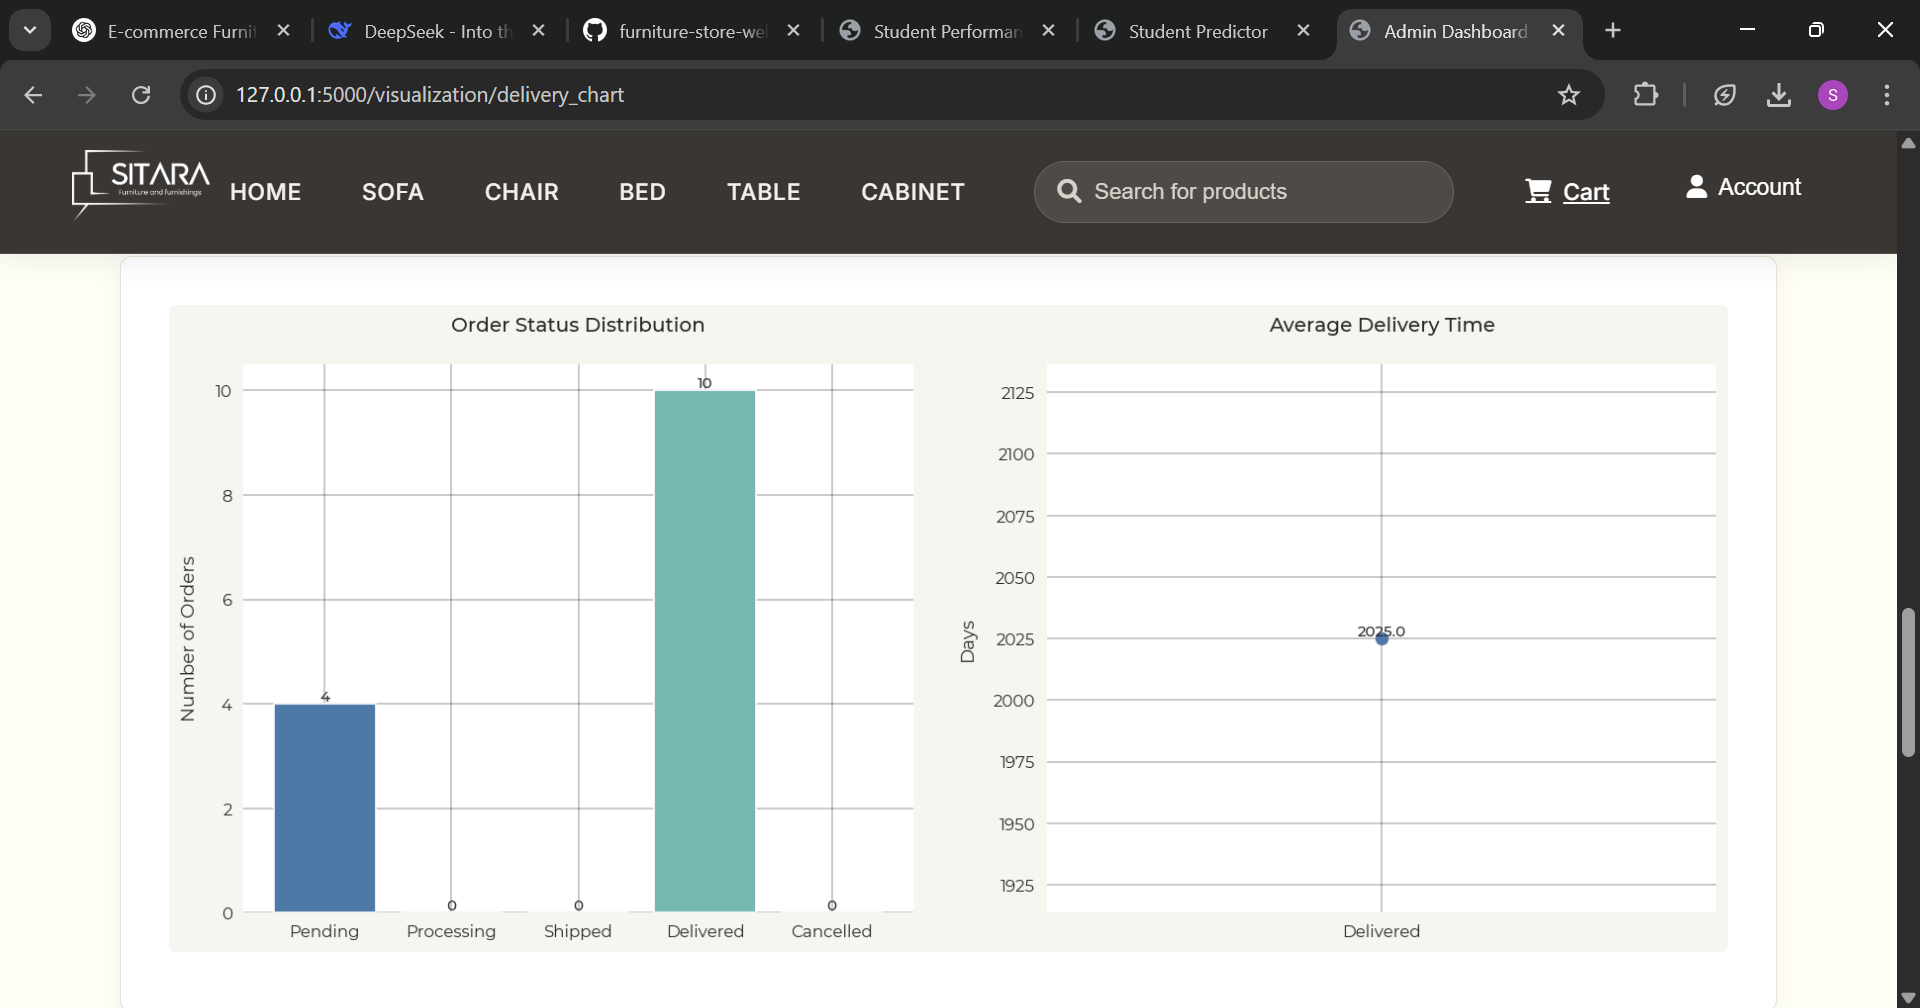 E-commerce Furnit
DeepSeek - Into th
furniture-store-we
Student Performan
Student Predictor
Admin Dashboard
127.0.0.1:5000/visualization/delivery_chart
S
SITARA
Furniture and furnishings
HOME
SOFA
CHAIR
BED
TABLE
CABINET
Search for products
Cart
Account
Order Status Distribution
Number of Orders
10
8
6
4
2
0
4
0
0
10
0
Pending
Processing
Shipped
Delivered
Cancelled
Average Delivery Time
Days
2125
2100
2075
2050
2025
2000
1975
1950
1925
2025.0
Delivered